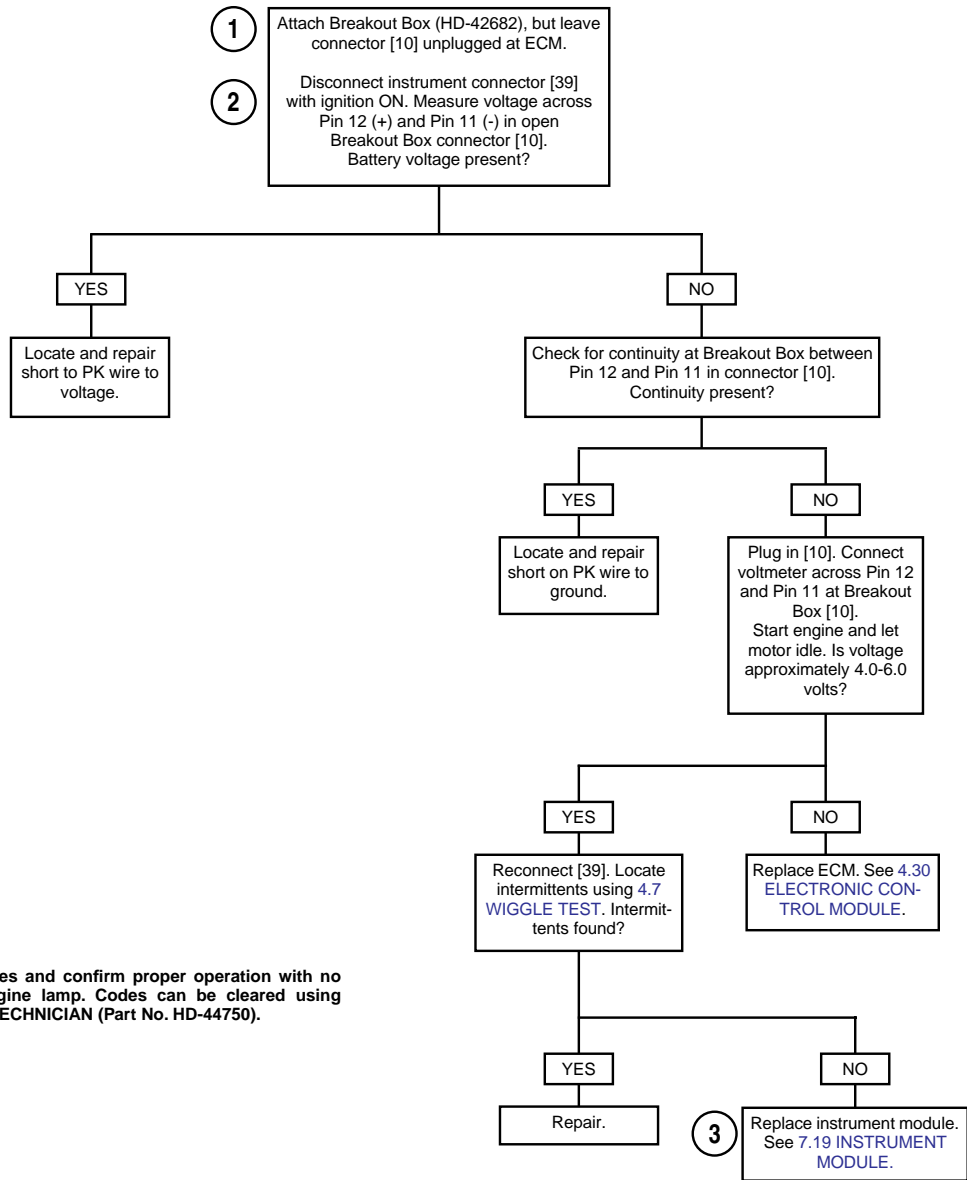 1
Attach Breakout Box (HD-42682), but leave
connector [10] unplugged at ECM.
2
Disconnect instrument connector [39]
with ignition ON. Measure voltage across
Pin 12 (+) and Pin 11 (-) in open
Breakout Box connector [10].
Battery voltage present?
YES
NO
Locate and repair
short to PK wire to
voltage.
Check for continuity at Breakout Box between
Pin 12 and Pin 11 in connector [10].
Continuity present?
YES
NO
Locate and repair
short on PK wire to
ground.
Plug in [10]. Connect
voltmeter across Pin 12
and Pin 11 at Breakout
Box [10].
Start engine and let
motor idle. Is voltage
approximately 4.0-6.0
volts?
YES
NO
Reconnect [39]. Locate
intermittents using 4.7
WIGGLE TEST. Intermit-
tents found?
Replace ECM. See 4.30
ELECTRONIC CON-
TROL MODULE.
es and confirm proper operation with no
gine lamp. Codes can be cleared using
ECHNICIAN (Part No. HD-44750).
YES
NO
Repair.
3
Replace instrument module.
See 7.19 INSTRUMENT
MODULE.